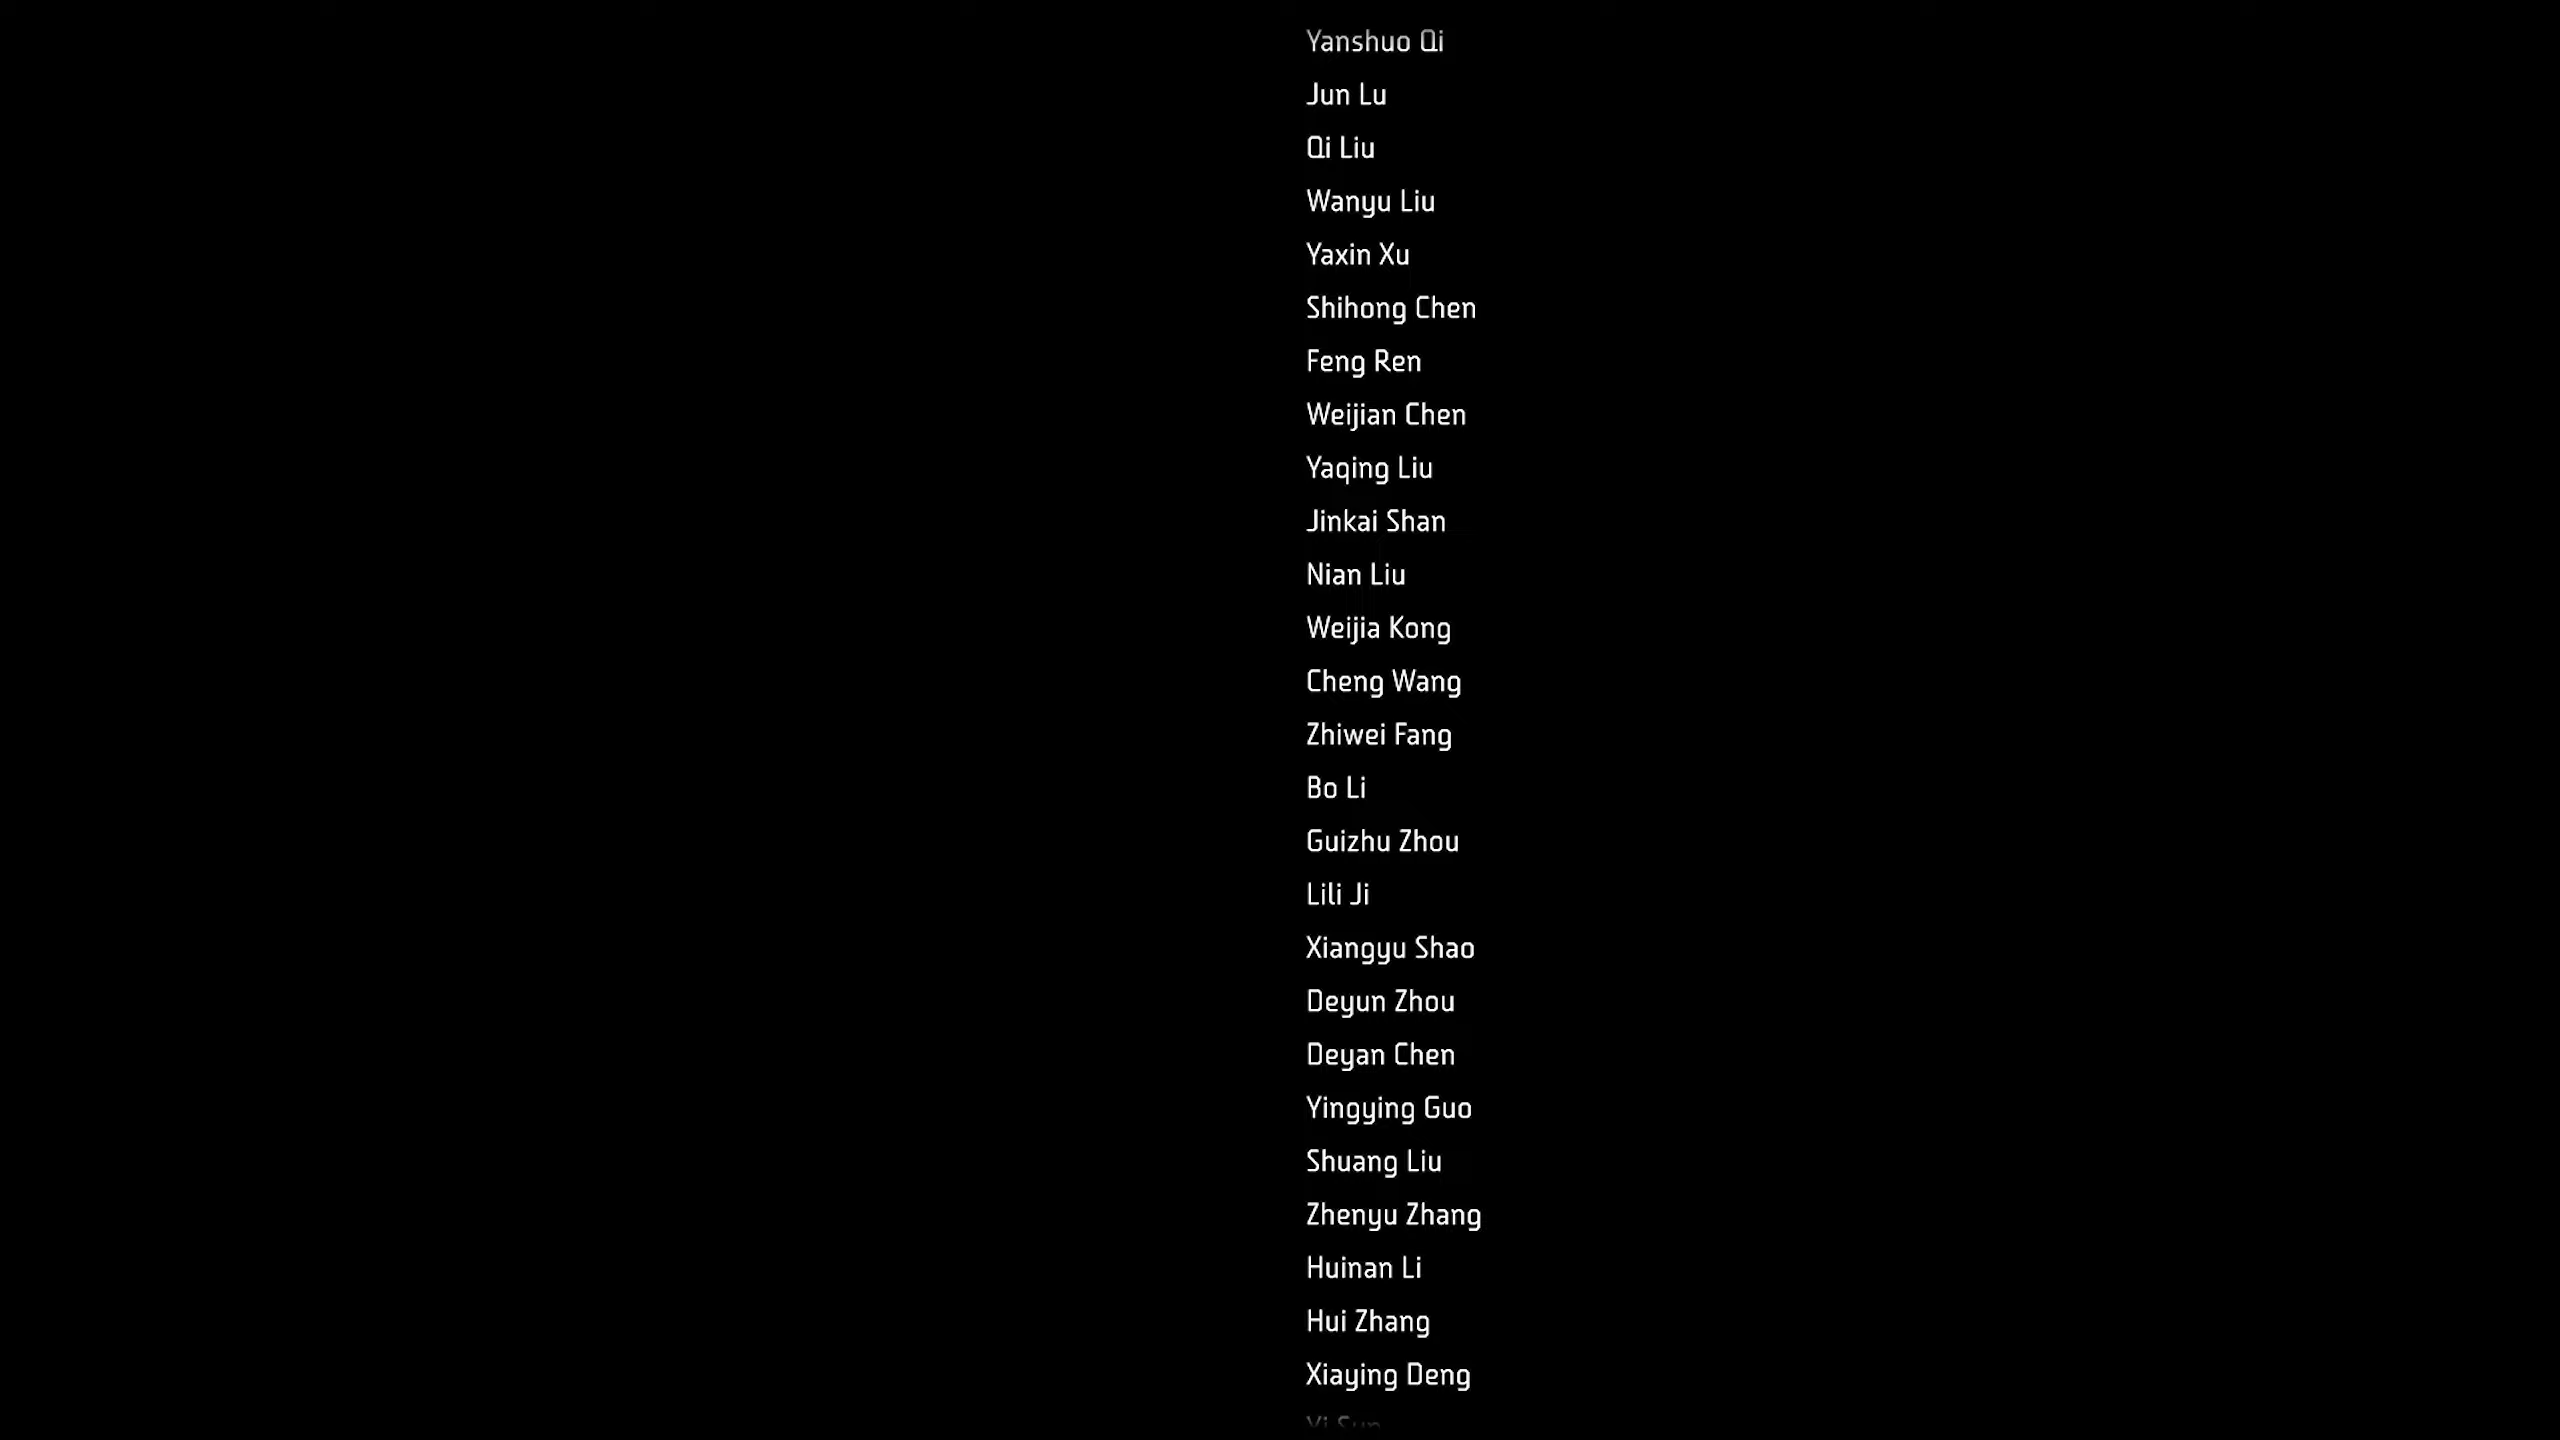 Yanshuo Qi
Jun Lu
Qi Liu
Wanyu Liu
Yaxin Xu
Shihong Chen
Feng Ren
Weijian Chen
Yaqing Liu
Jinkai Shan
Nian Liu
Weijia Kong
Cheng Wang
Zhiwei Fang
Bo Li
Guizhu Zhou
Lili Ji
Xiangyu Shao
Deyun Zhou
Deyan Chen
Yingying Guo
Shuang Liu
Zhenyu Zhang
Huinan Li
Hui Zhang
Xiaying Deng